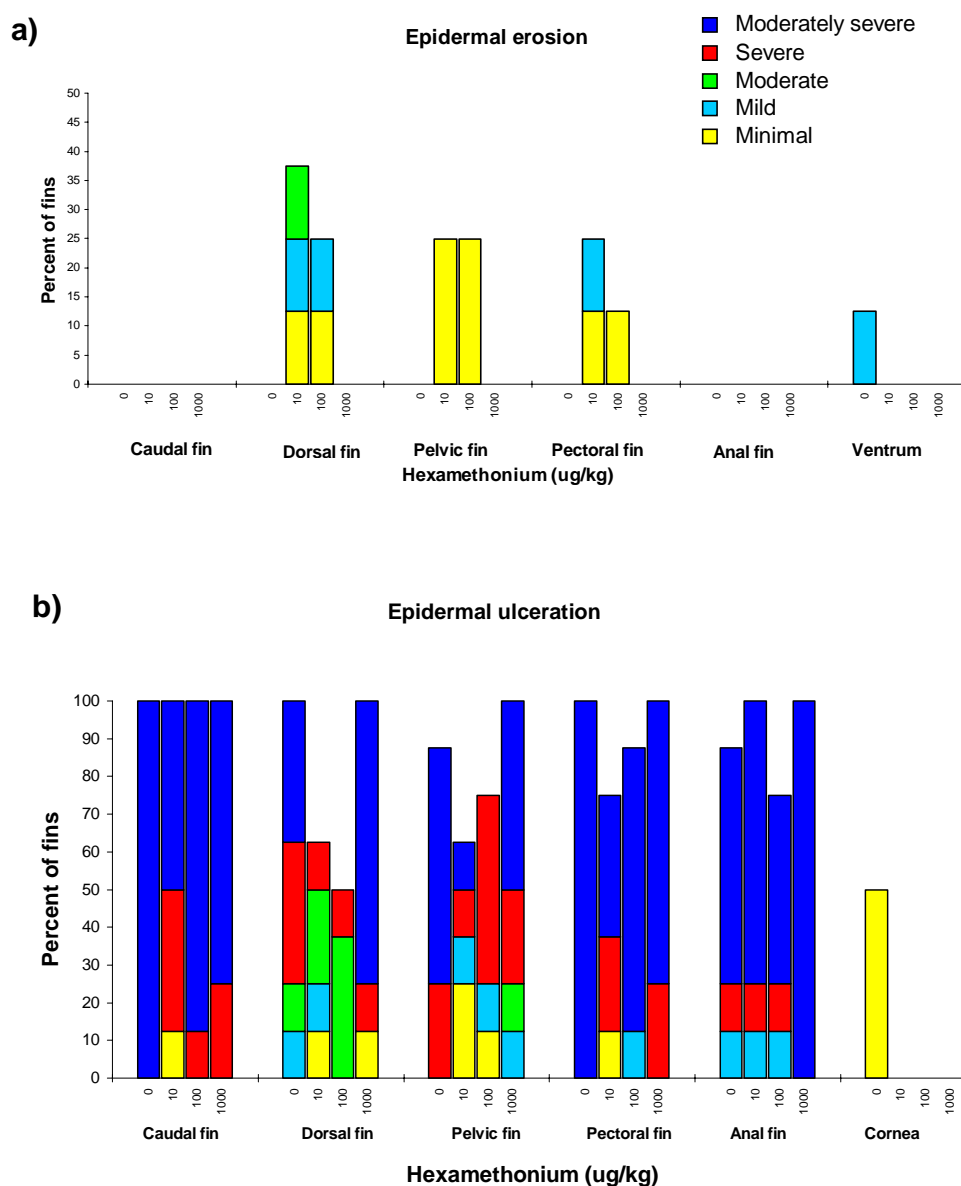 a)
Epidermal erosion
Moderately severe
Severe
Moderate
Mild
Minimal
Percent of fins
50
45
40
35
30
25
20
15
10
5
0
0 10 100 1000 0 10 100 1000 0 10 100 1000 0 10 100 1000 0 10 100 1000 0 10 100 1000
Caudal fin Dorsal fin Pelvic fin Pectoral fin Anal fin Ventrum
Hexamethonium (ug/kg)
b)
Epidermal ulceration
Percent of fins
100
90
80
70
60
50
40
30
20
10
0
0 10 100 1000 0 10 100 1000 0 10 100 1000 0 10 100 1000 0 10 100 1000 0 10 100 1000
Caudal fin Dorsal fin Pelvic fin Pectoral fin Anal fin Cornea
Hexamethonium (ug/kg)